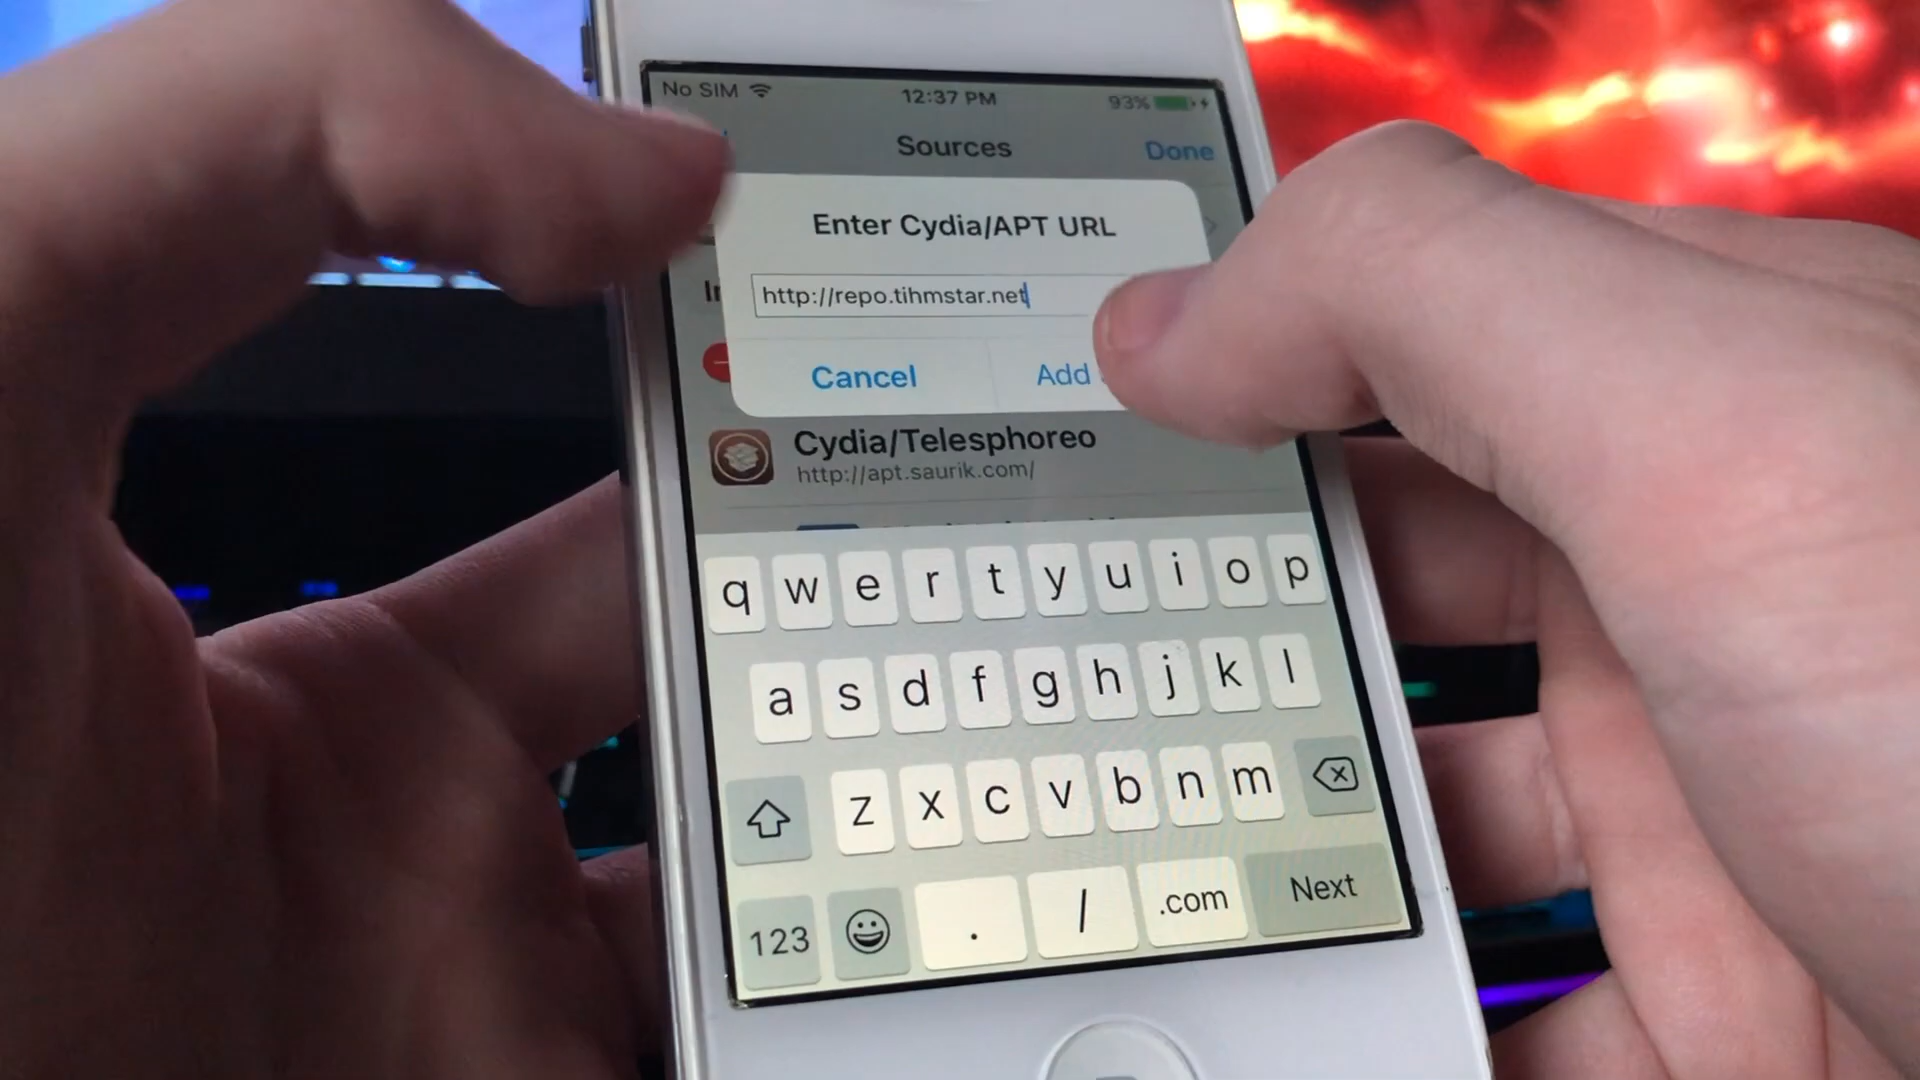 No SIM 12:37 PM 93%
Sources Done
Enter Cydia/APT URL
http://repo.tihmstar.net
Cancel Add
Cydia/Telesphoreo
http://apt.saurik.com/
q w e r t y u i o p
a s d f g h j k l
z x c v b n m
123 . / .com Next